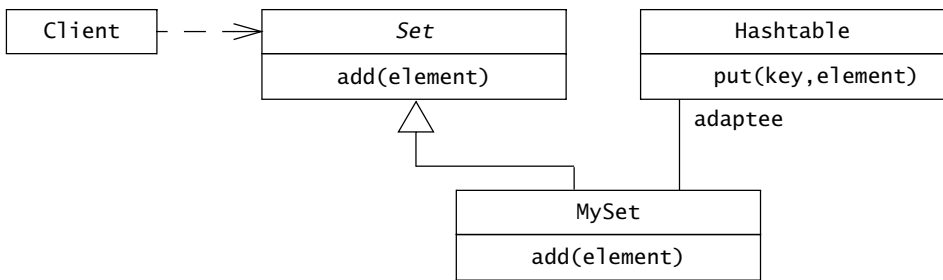 Client
Set
add(element)
Hashtable
put(key,element)
adaptee
MySet
add(element)